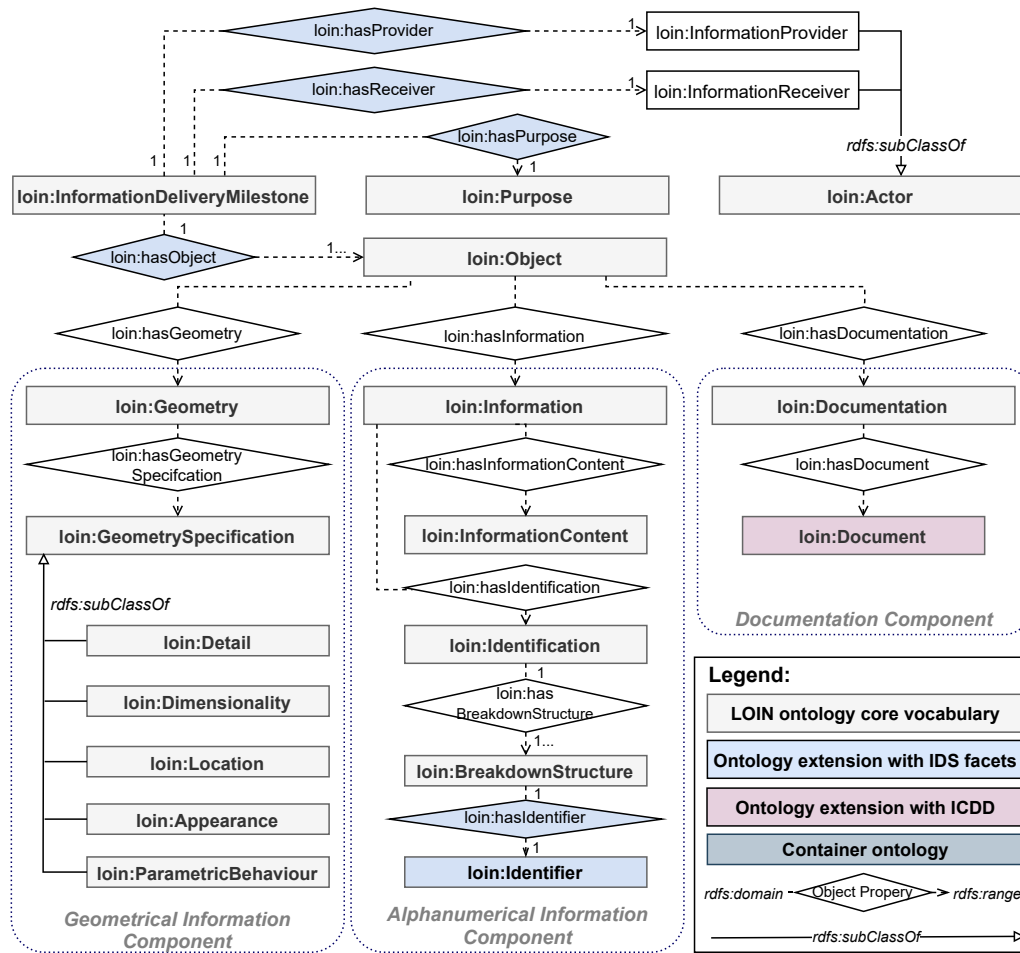 loin:hasProvider
1
loin:InformationProvider
loin:hasReceiver
1
loin:InformationReceiver
loin:hasPurpose
rdfs:subClassOf
1
1
1
1
loin:InformationDeliveryMilestone
loin:Purpose
loin:Actor
1
loin:hasObject
1...
loin:Object
loin:hasGeometry
loin:hasInformation
loin:hasDocumentation
loin:Geometry
loin:Information
loin:Documentation
loin:hasGeometry
Specifcation
loin:hasInformationContent
loin:hasDocument
loin:GeometrySpecification
loin:InformationContent
loin:Document
rdfs:subClassOf
loin:hasIdentification
Documentation Component
loin:Detail
loin:Identification
1
loin:Dimensionality
loin:has
BreakdownStructure
1...
loin:Location
loin:BreakdownStructure
1
loin:Appearance
loin:hasIdentifier
1
loin:ParametricBehaviour
loin:Identifier
Geometrical Information
Component
Alphanumerical Information
Component
Legend:
LOIN ontology core vocabulary
Ontology extension with IDS facets
Ontology extension with ICDD
Container ontology
rdfs:domain
Object Propery
rdfs:range
rdfs:subClassOf